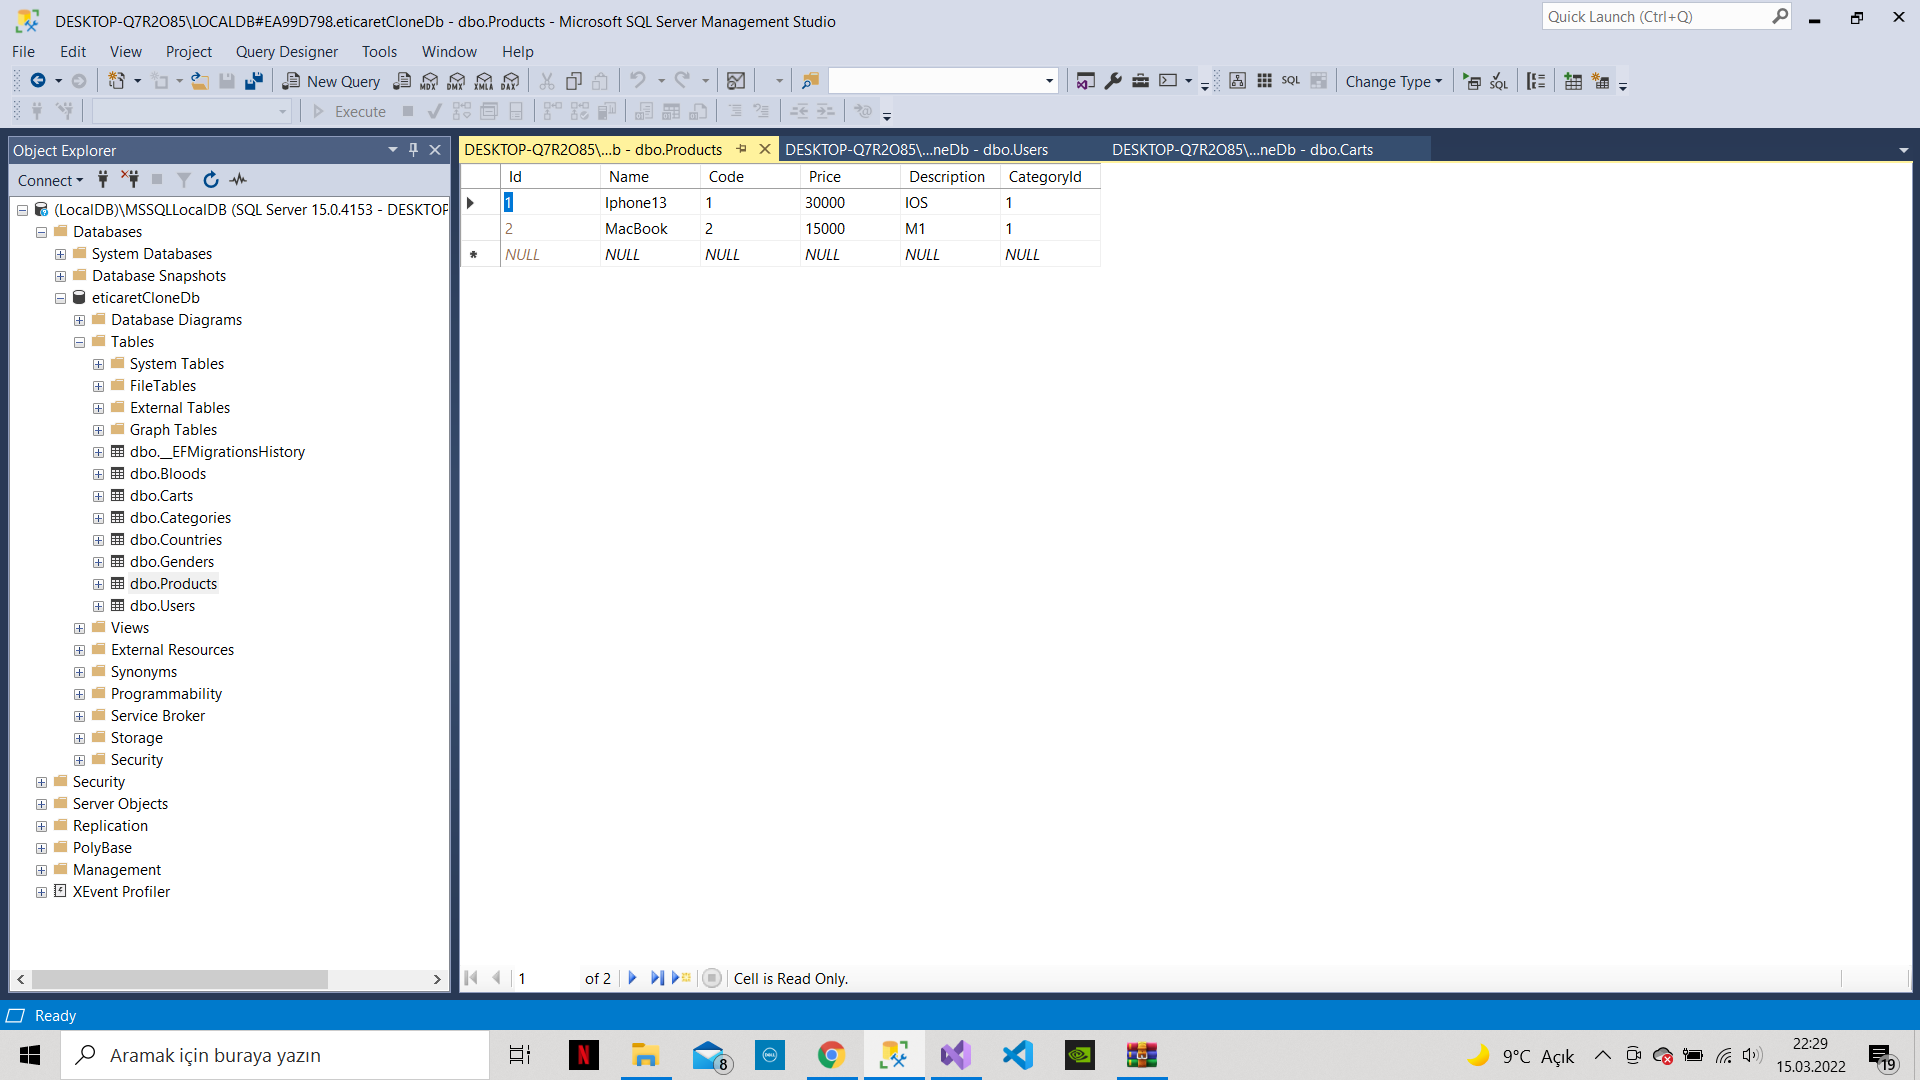 DESKTOP-Q7R2O85\LOCALDB#EA99D798.eticaretCloneDb - dbo.Products - Microsoft SQL Server Management Studio
Quick Launch (Ctrl+Q)
File Edit View Project Query Designer Tools Window Help
New Query MDX DMX XMLA DAX SQL Change Type SQL
Execute
Object Explorer
Connect
(LocalDB)\MSSQLLocalDB (SQL Server 15.0.4153 - DESKTOP
Databases
System Databases
Database Snapshots
eticaretCloneDb
Database Diagrams
Tables
System Tables
FileTables
External Tables
Graph Tables
dbo.__EFMigrationsHistory
dbo.Bloods
dbo.Carts
dbo.Categories
dbo.Countries
dbo.Genders
dbo.Products
dbo.Users
Views
External Resources
Synonyms
Programmability
Service Broker
Storage
Security
Security
Server Objects
Replication
PolyBase
Management
XEvent Profiler
DESKTOP-Q7R2O85\...b - dbo.Products DESKTOP-Q7R2O85\...neDb - dbo.Users DESKTOP-Q7R2O85\...neDb - dbo.Carts
Id Name Code Price Description CategoryId
1 Iphone13 1 30000 IOS 1
2 MacBook 2 15000 M1 1
NULL NULL NULL NULL NULL NULL
1 of 2 Cell is Read Only.
Ready
Aramak için buraya yazın
N
8
DELL
9°C Açık
22:29
15.03.2022
19